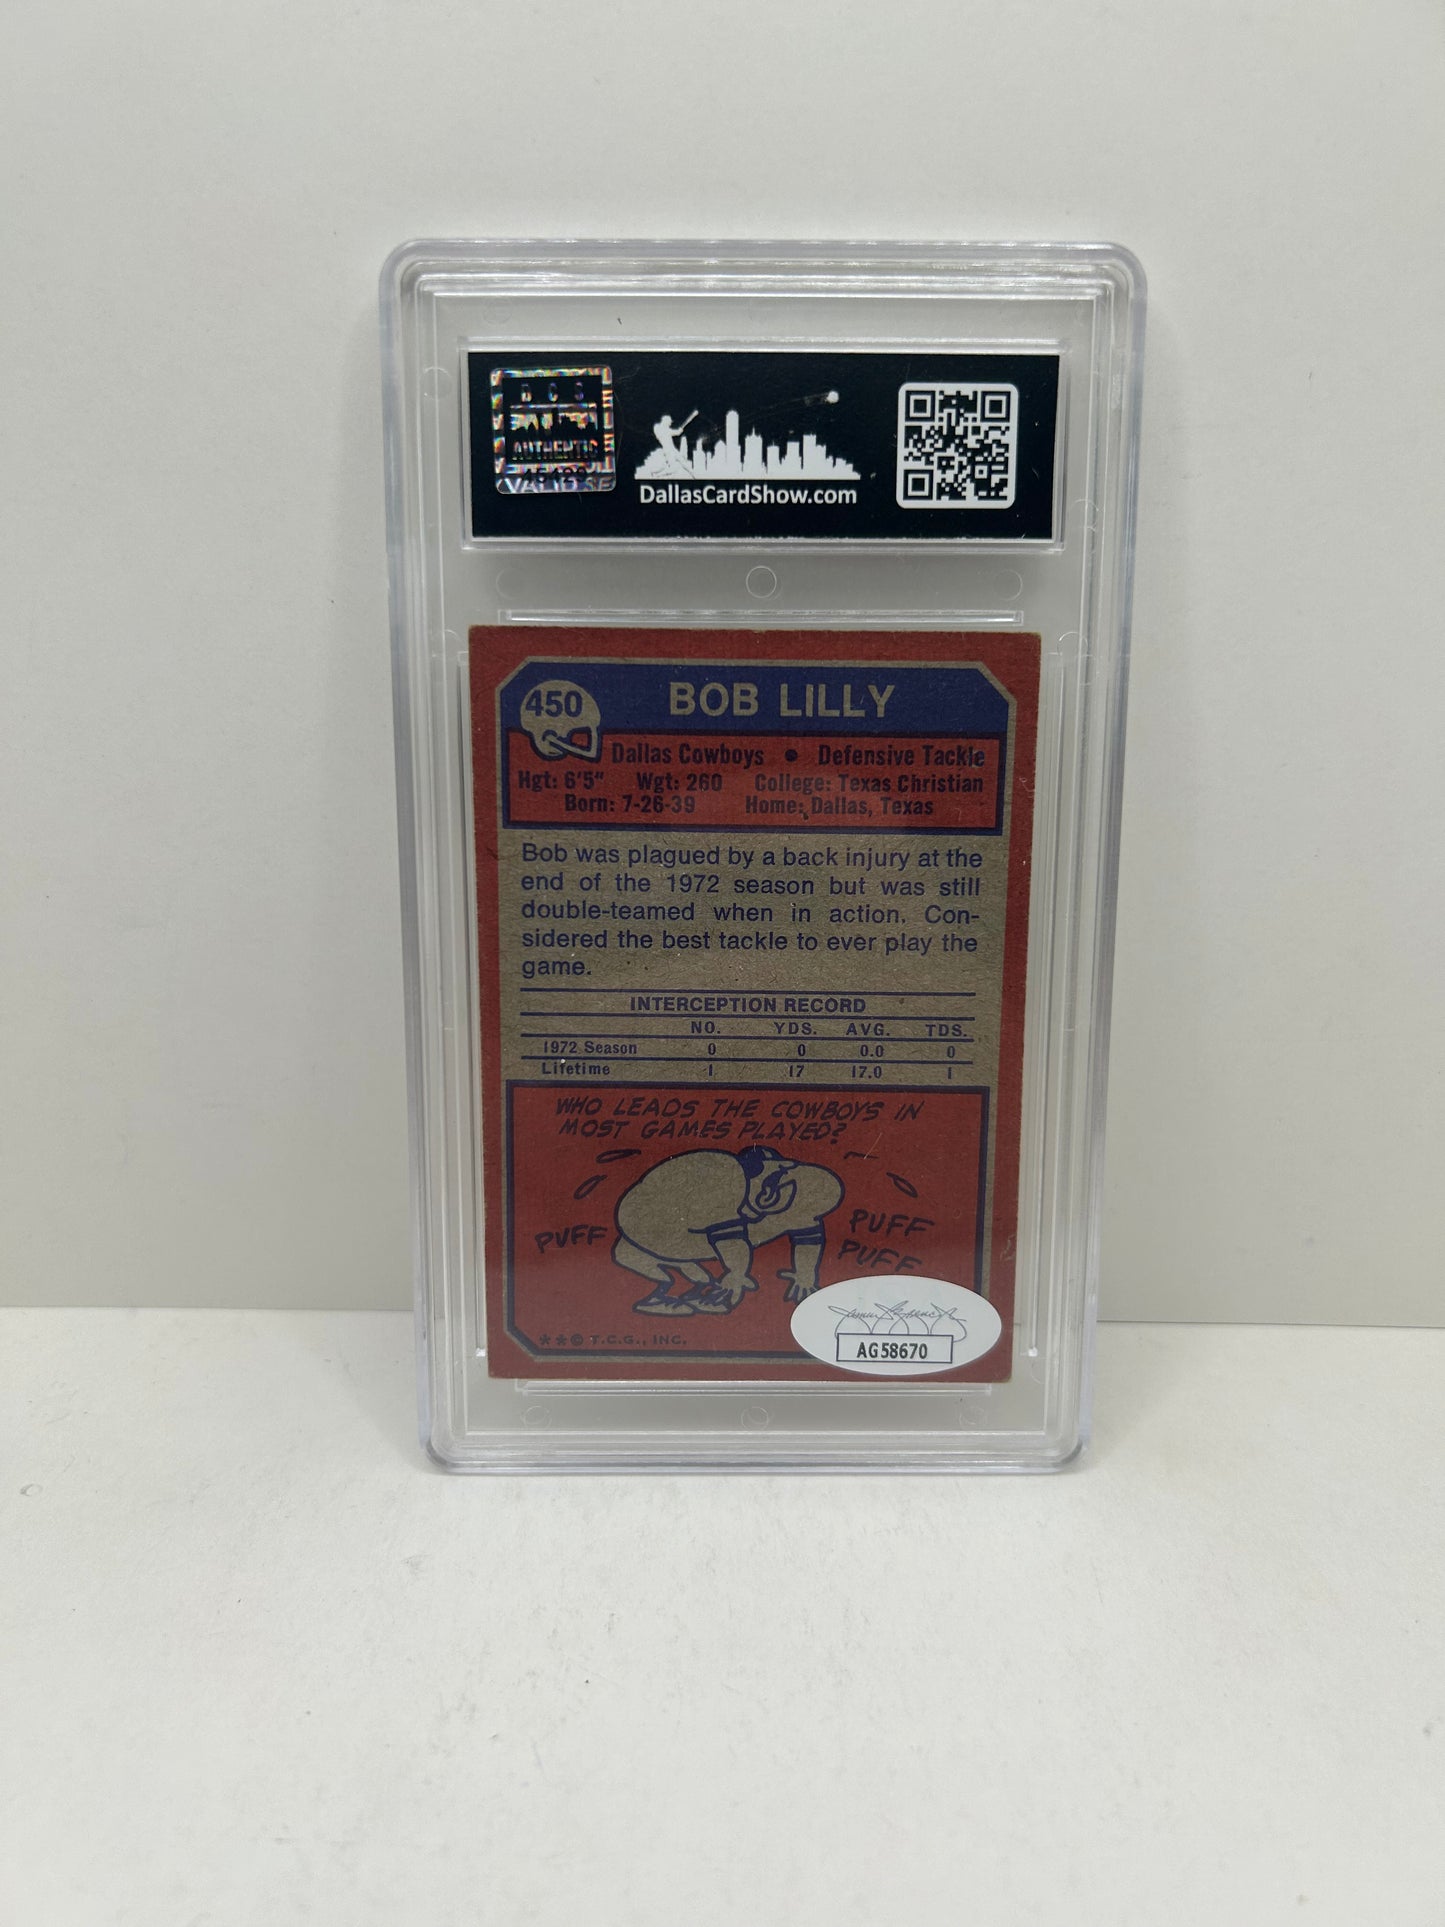 DCS
AUTHENTIC
DallasCardShow.com
450
BOB LILLY
Dallas Cowboys • Defensive Tackle
Hgt: 6'5" Wgt: 260 College: Texas Christian
Born: 7-26-39 Home: Dallas, Texas
Bob was plagued by a back injury at the
end of the 1972 season but was still
double-teamed when in action. Con-
sidered the best tackle to ever play the
game.
INTERCEPTION RECORD
NO. YDS. AVG. TDS.
1972 Season 0 0 0.0 0
Lifetime 1 17 17.0 1
WHO LEADS THE COWBOYS IN
MOST GAMES PLAYED?
PUFF
PUFF
PUFF
** © T.C.G., INC.
AG58670